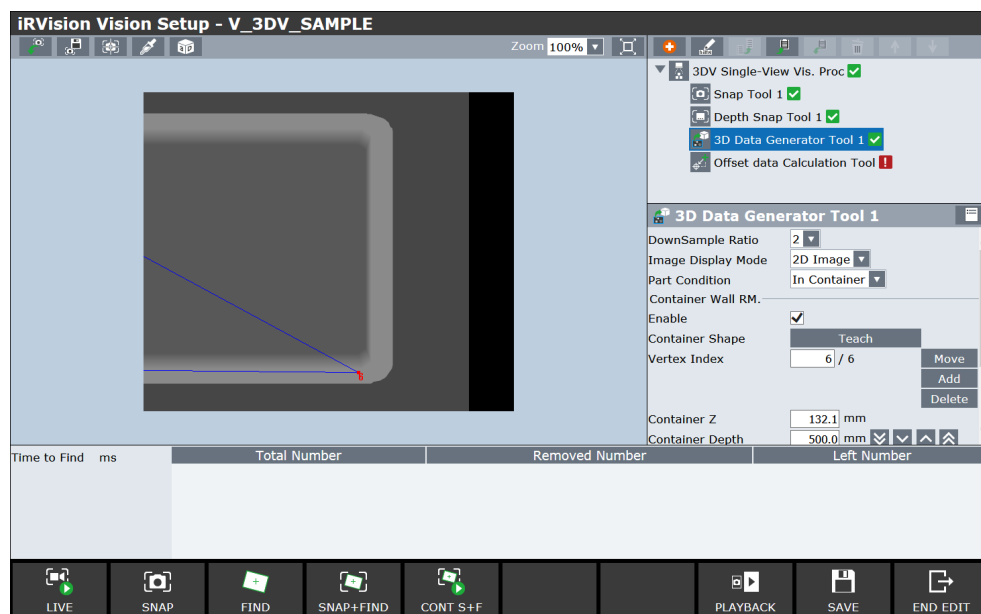 iRVision Vision Setup - V_3DV_SAMPLE
Zoom 100%
3DV Single-View Vis. Proc
Snap Tool 1
Depth Snap Tool 1
3D Data Generator Tool 1
Offset data Calculation Tool
3D Data Generator Tool 1
DownSample Ratio 2
Image Display Mode 2D Image
Part Condition In Container
Container Wall RM.
Enable
Container Shape Teach
Vertex Index 6 / 6 Move
Add
Delete
Container Z 132.1 mm
Container Depth 500.0 mm
Time to Find ms Total Number Removed Number Left Number
LIVE SNAP FIND SNAP+FIND CONT S+F PLAYBACK SAVE END EDIT